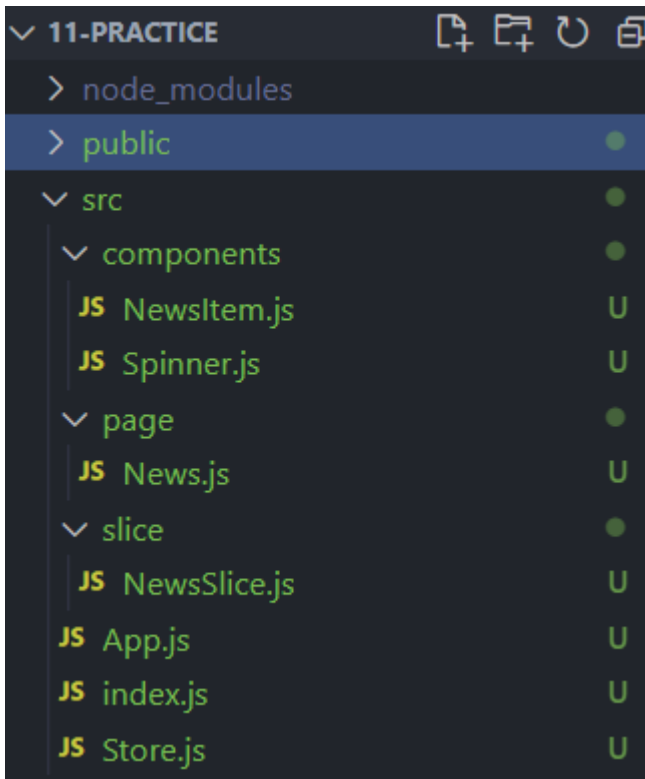 11-PRACTICE
node_modules
public
src
components
JS NewsItem.js U
JS Spinner.js U
page
JS News.js U
slice
JS NewsSlice.js U
JS App.js U
JS index.js U
JS Store.js U